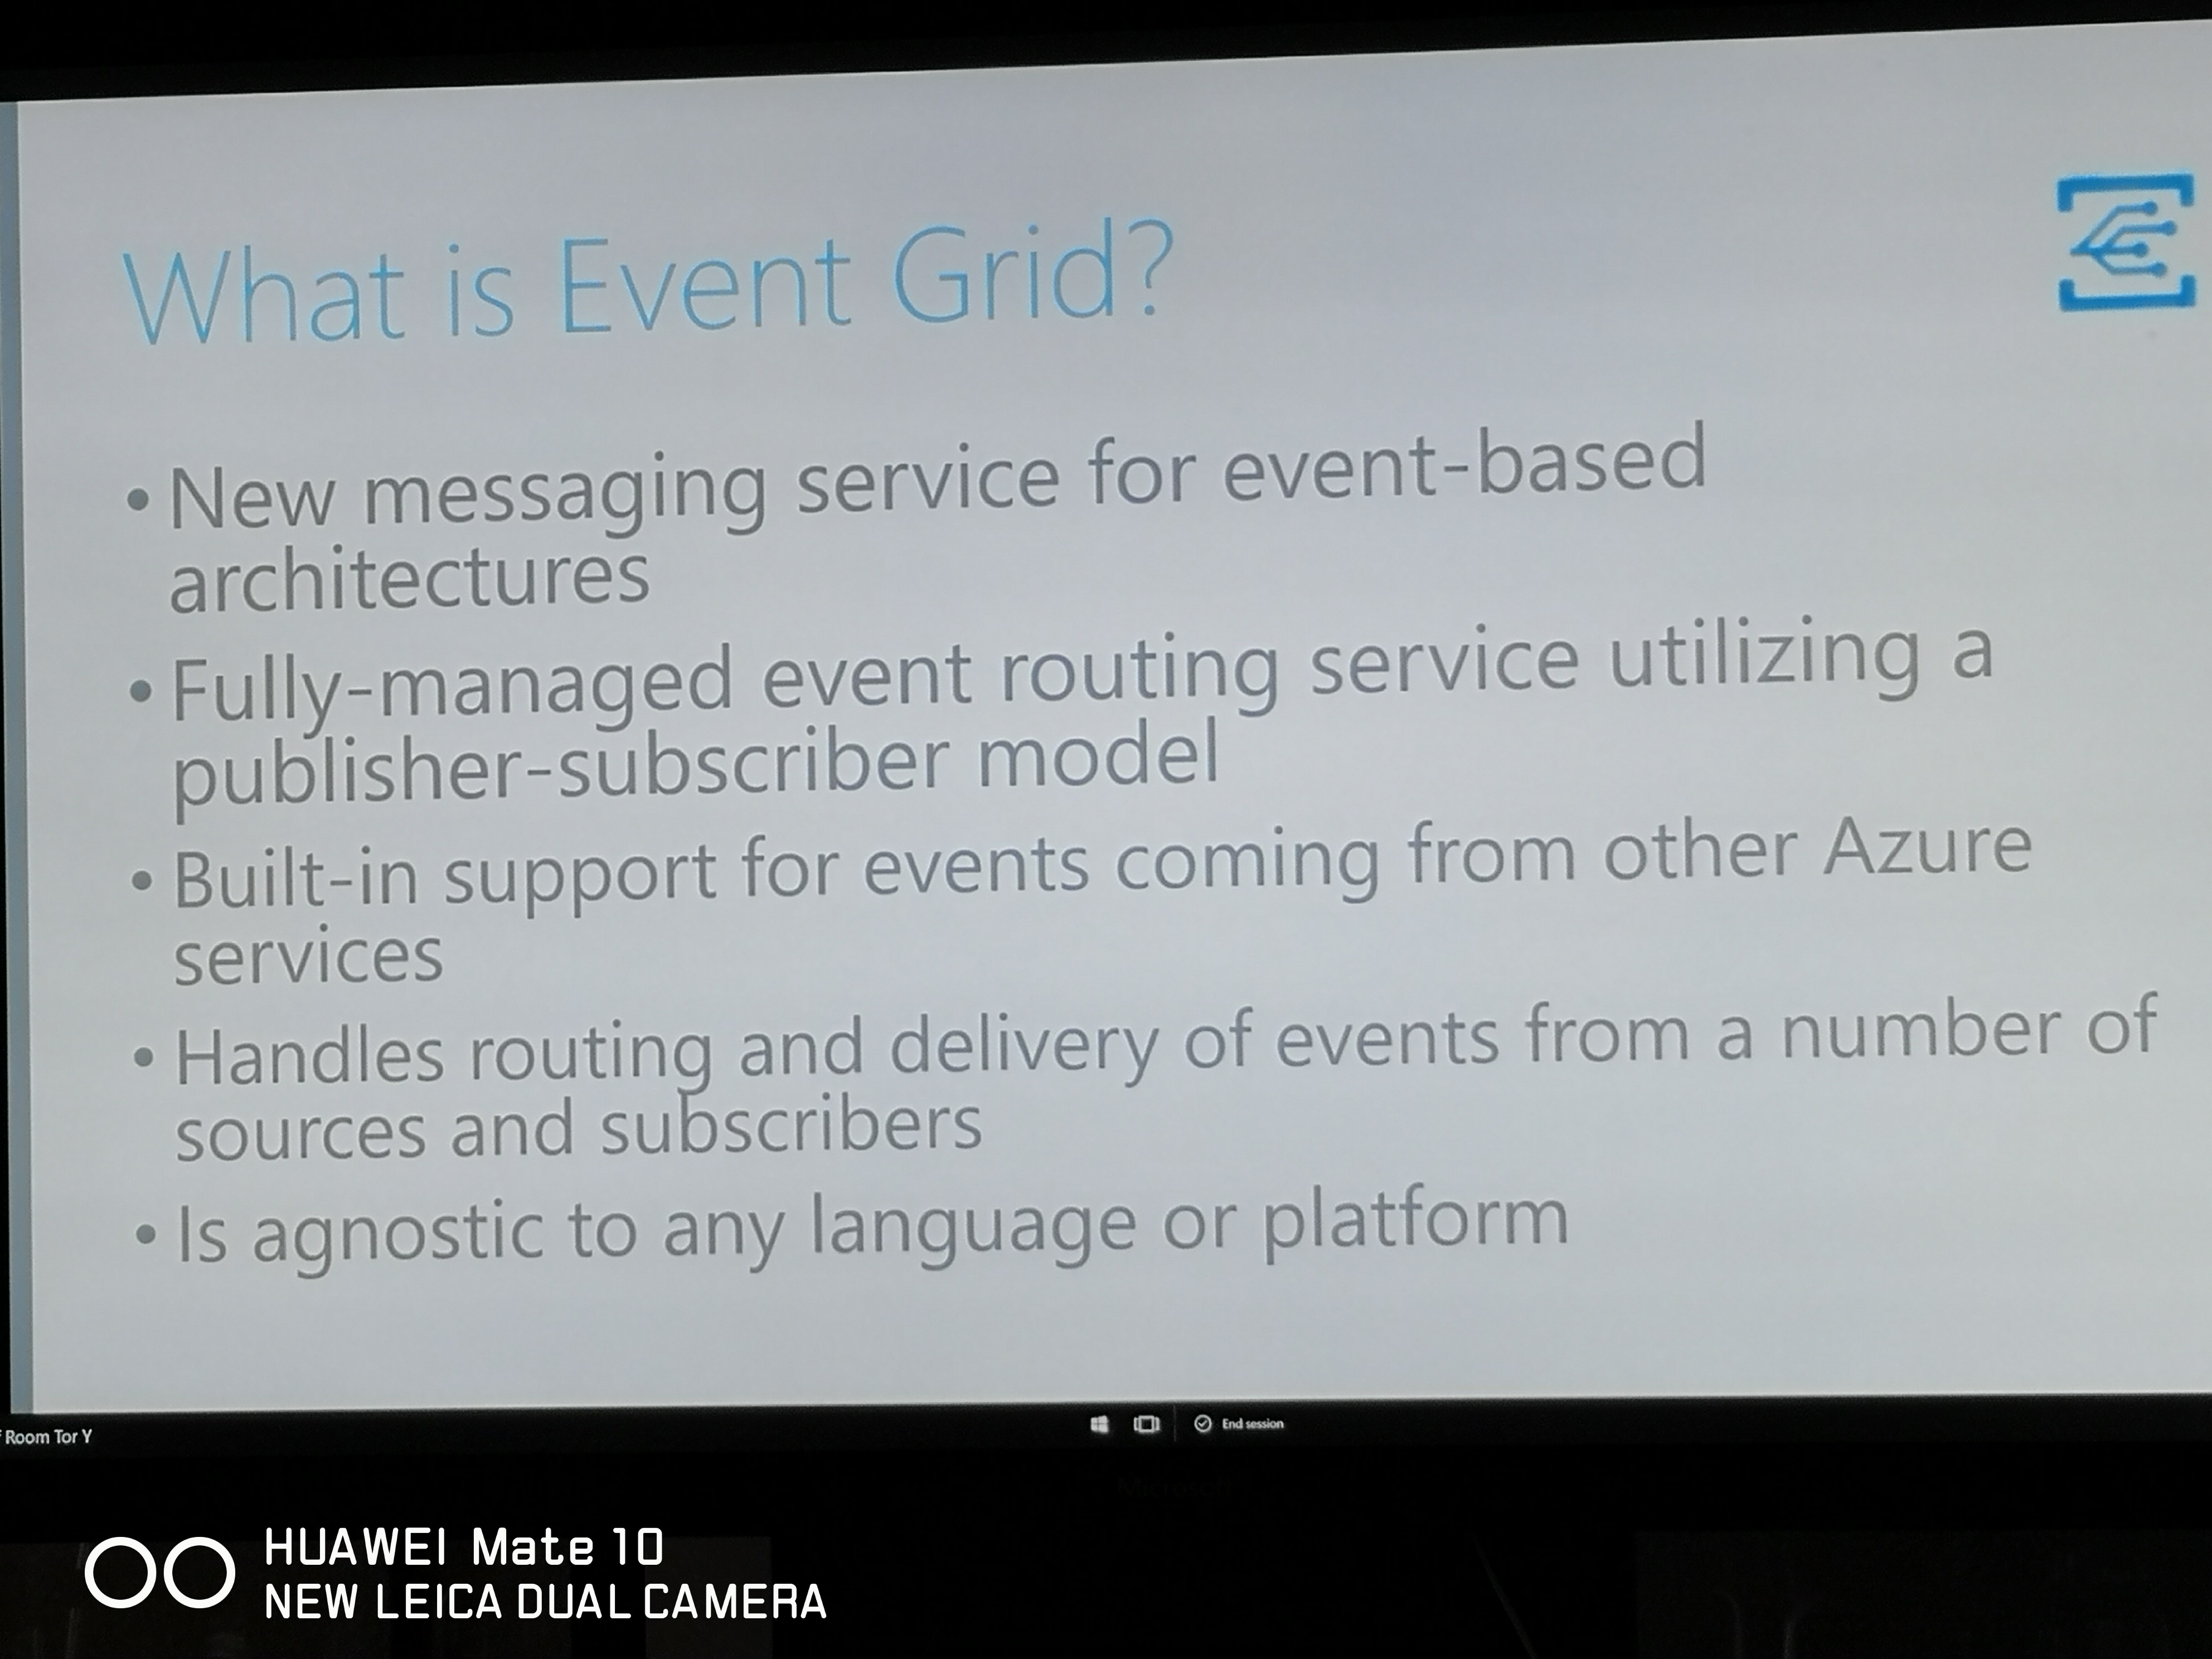 What is Event Grid?
• New messaging service for event-based
architectures
• Fully-managed event routing service utilizing a
publisher-subscriber model
• Built-in support for events coming from other Azure
services
• Handles routing and delivery of events from a number of
sources and subscribers
• Is agnostic to any language or platform
Room Tor Y
End session
Microsoft
HUAWEI Mate 10
NEW LEICA DUAL CAMERA